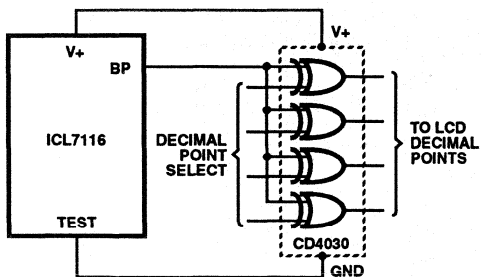 V+
V+
BP
ICL7116
DECIMAL
POINT
SELECT
TO LCD
DECIMAL
POINTS
TEST
CD4030
GND